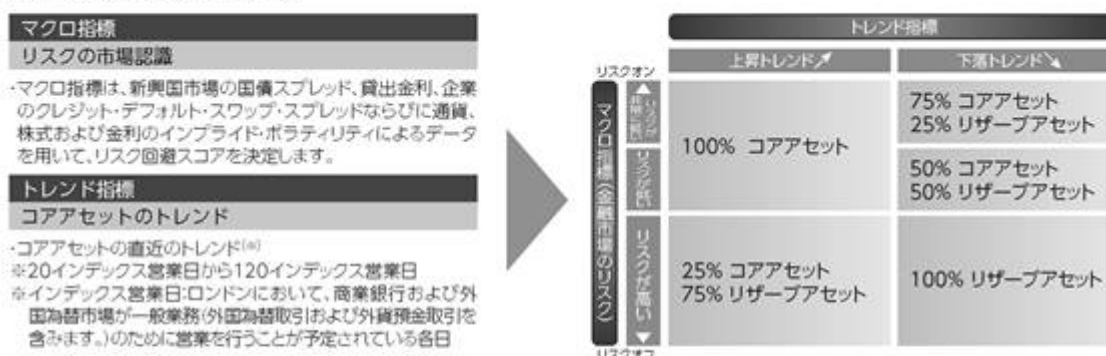 マクロ指標
リスクの市場認識
・マクロ指標は、新興国市場の国債スプレッド、貸出金利、企業
のクレジット・デフォルト・スワップ・スプレッドならびに通貨、
株式および金利のインプライド・ボラティリティによるデータ
を用いて、リスク回避スコアを決定します。
トレンド指標
コアアセットのトレンド
・コアアセットの直近のトレンド(※)
※20インデックス営業日から120インデックス営業日
※インデックス営業日:ロンドンにおいて、商業銀行および外
国為替市場が一般業務(外国為替取引および外貨預金取引を
含みます。)のために営業を行うことが予定されている各日
トレンド指標
上昇トレンド↗
下落トレンド↘
リスクオン
マクロ指標(金融市場のリスク)
リスクが非常に低い
100% コアアセット
75% コアアセット
25% リザーブアセット
リスクが低い
50% コアアセット
50% リザーブアセット
リスクが高い
25% コアアセット
75% リザーブアセット
100% リザーブアセット
リスクオフ